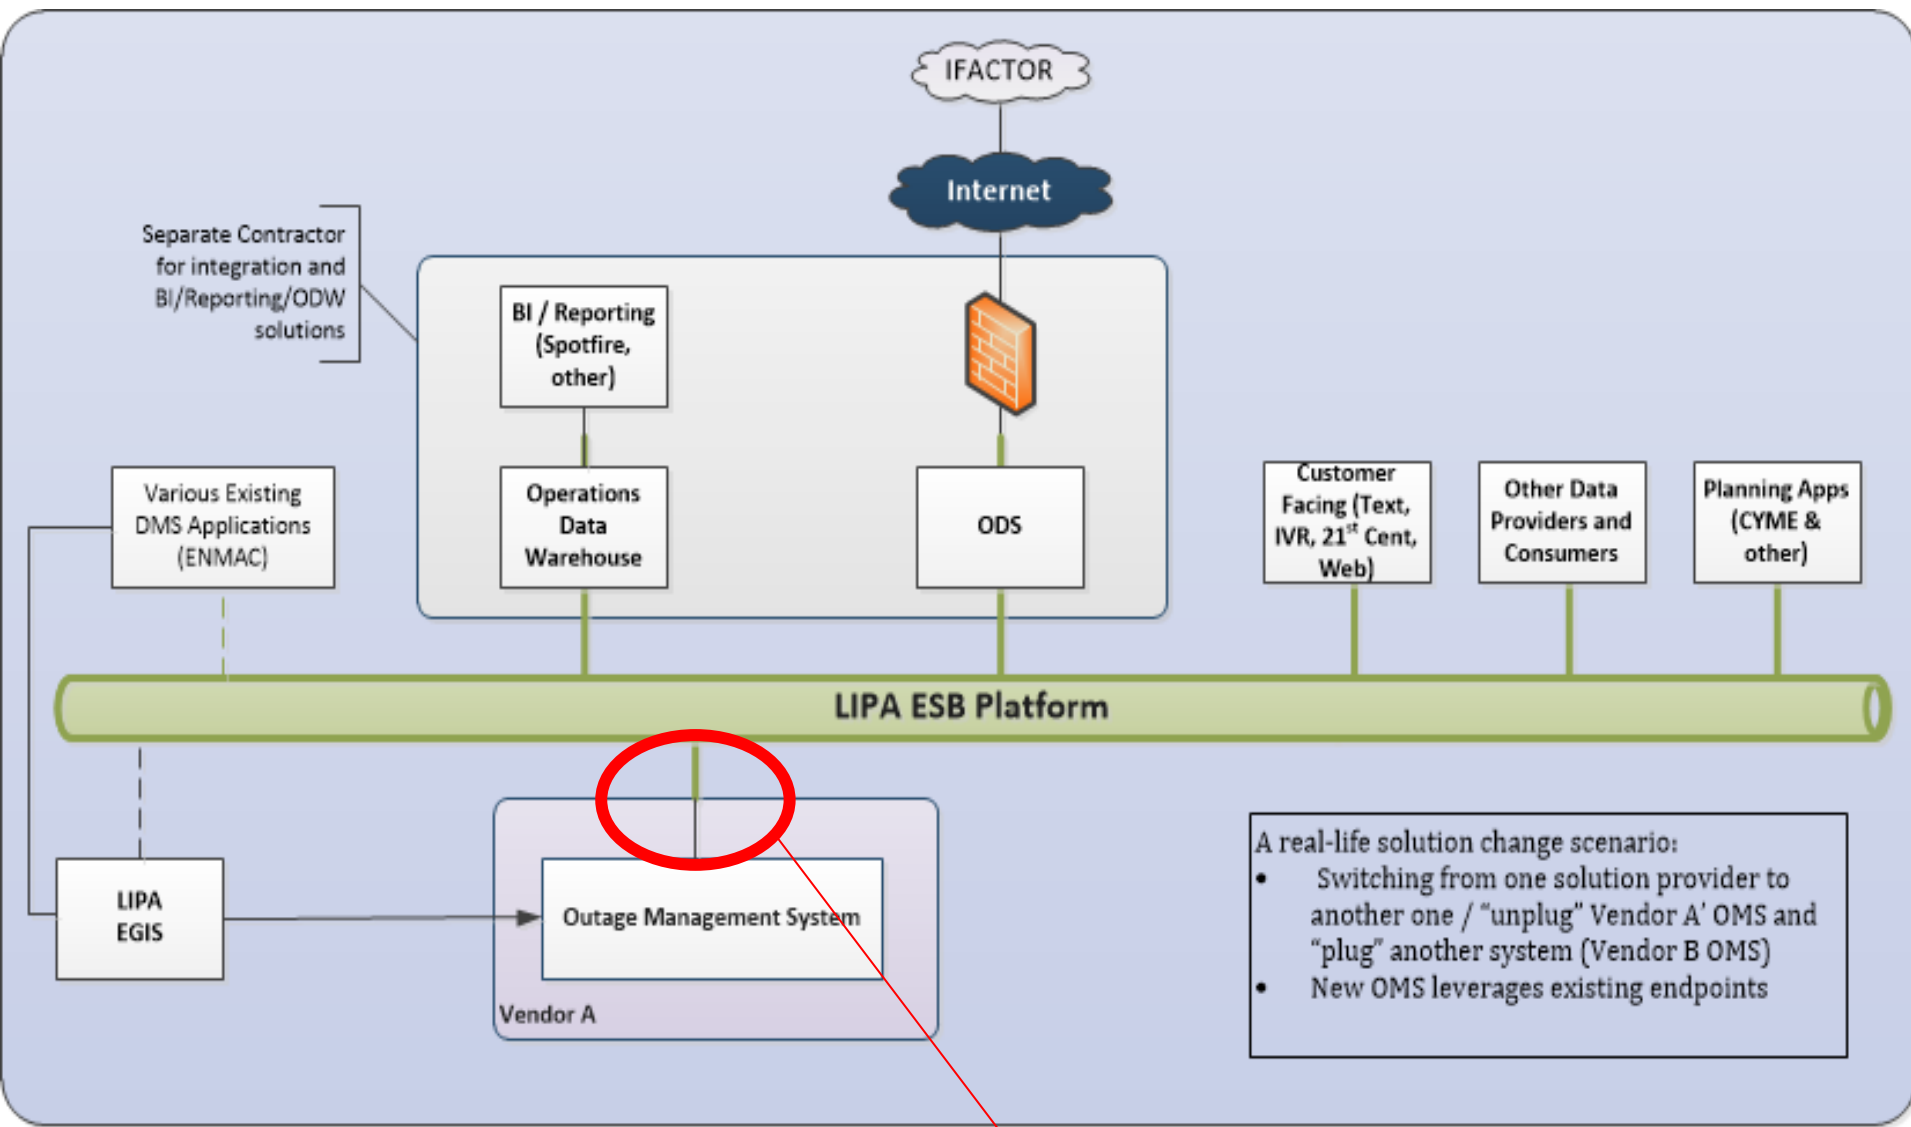 IFACTOR
Internet
Separate Contractor
for integration and
BI/Reporting/ODW
solutions
BI / Reporting
(Spotfire,
other)
Various Existing
DMS Applications
(ENMAC)
Operations
Data
Warehouse
ODS
Customer
Facing (Text,
IVR, 21st Cent,
Web)
Other Data
Providers and
Consumers
Planning Apps
(CYME &
other)
LIPA ESB Platform
LIPA
EGIS
Outage Management System
Vendor A
A real-life solution change scenario:
• Switching from one solution provider to
another one / “unplug” Vendor A’ OMS and
“plug” another system (Vendor B OMS)
• New OMS leverages existing endpoints